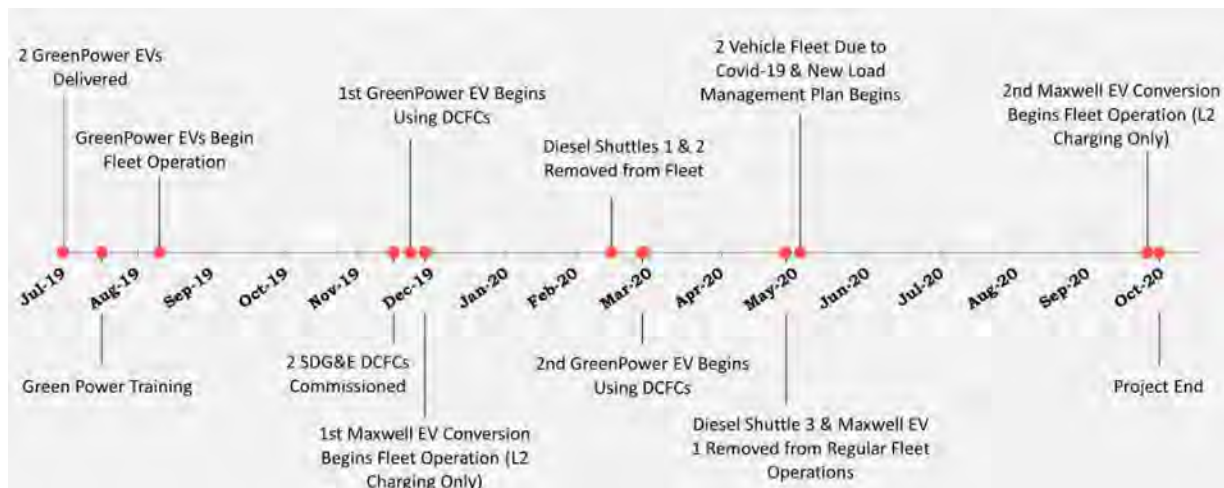 2 GreenPower EVs
Delivered
GreenPower EVs Begin
Fleet Operation
1st GreenPower EV Begins
Using DCFCs
Diesel Shuttles 1 & 2
Removed from Fleet
2 Vehicle Fleet Due to
Covid-19 & New Load
Management Plan Begins
2nd Maxwell EV Conversion
Begins Fleet Operation (L2
Charging Only)
Jul-19
Aug-19
Sep-19
Oct-19
Nov-19
Dec-19
Jan-20
Feb-20
Mar-20
Apr-20
May-20
Jun-20
Jul-20
Aug-20
Sep-20
Oct-20
Green Power Training
2 SDG&E DCFCs
Commissioned
1st Maxwell EV Conversion
Begins Fleet Operation (L2
Charging Only)
2nd GreenPower EV Begins
Using DCFCs
Diesel Shuttle 3 & Maxwell EV
1 Removed from Regular Fleet
Operations
Project End